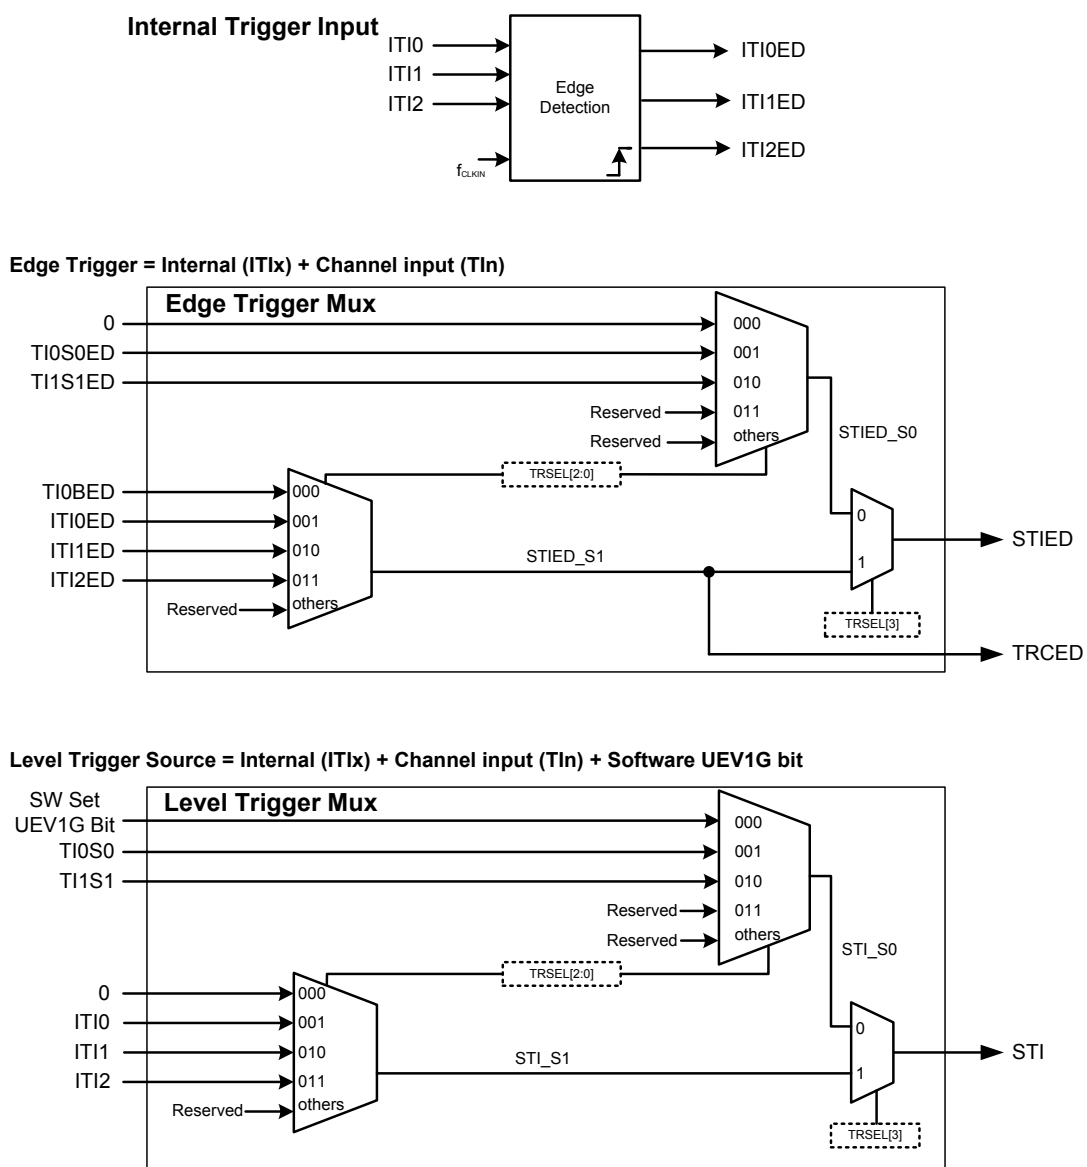 Internal Trigger Input
ITI0
ITI1
ITI2
fCLKIN
Edge
Detection
ITI0ED
ITI1ED
ITI2ED
Edge Trigger = Internal (ITIx) + Channel input (TIn)
Edge Trigger Mux
0
TI0S0ED
TI1S1ED
Reserved
Reserved
000
001
010
011
others
STIED_S0
TRSEL[2:0]
TI0BED
ITI0ED
ITI1ED
ITI2ED
Reserved
000
001
010
011
others
STIED_S1
0
1
STIED
TRSEL[3]
TRCED
Level Trigger Source = Internal (ITIx) + Channel input (TIn) + Software UEV1G bit
Level Trigger Mux
SW Set
UEV1G Bit
TI0S0
TI1S1
Reserved
Reserved
000
001
010
011
others
STI_S0
TRSEL[2:0]
0
ITI0
ITI1
ITI2
Reserved
000
001
010
011
others
STI_S1
0
1
STI
TRSEL[3]